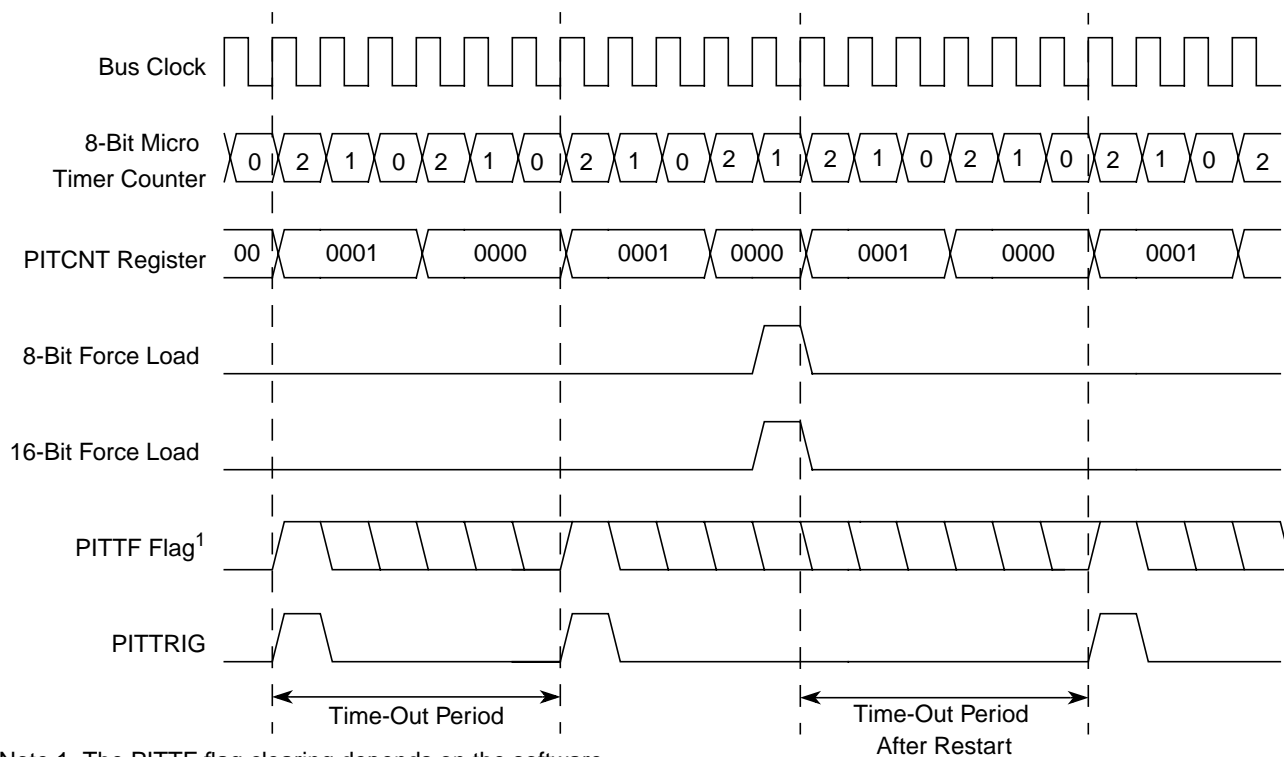 Bus Clock
8-Bit Micro
Timer Counter
0 2 1 0 2 1 0 2 1 0 2 1 2 1 0 2 1 0 2 1 0 2
PITCNT Register
00 0001 0000 0001 0000 0001 0000 0001
8-Bit Force Load
16-Bit Force Load
PITTF Flag1
PITTRIG
Time-Out Period
Time-Out Period
After Restart
Note 1. The PITTF flag clearing depends on the software